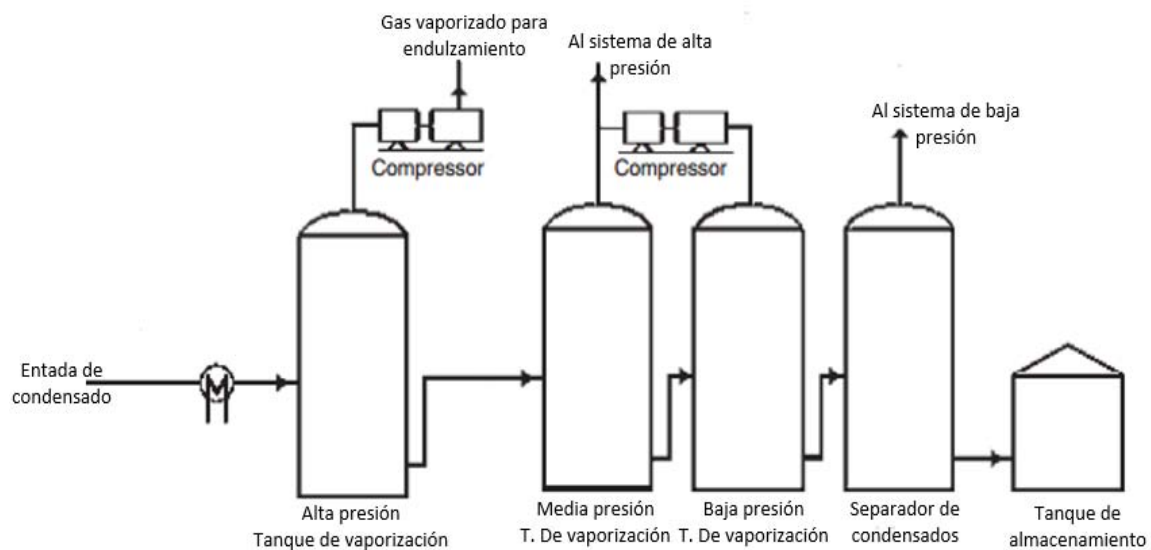 Gas vaporizado para
endulzamiento
Al sistema de alta
presión
Al sistema de baja
presión
Compressor
Compressor
Entada de
condensado
Alta presión
Tanque de vaporización
Media presión
T. De vaporización
Baja presión
T. De vaporización
Separador de
condensados
Tanque de
almacenamiento